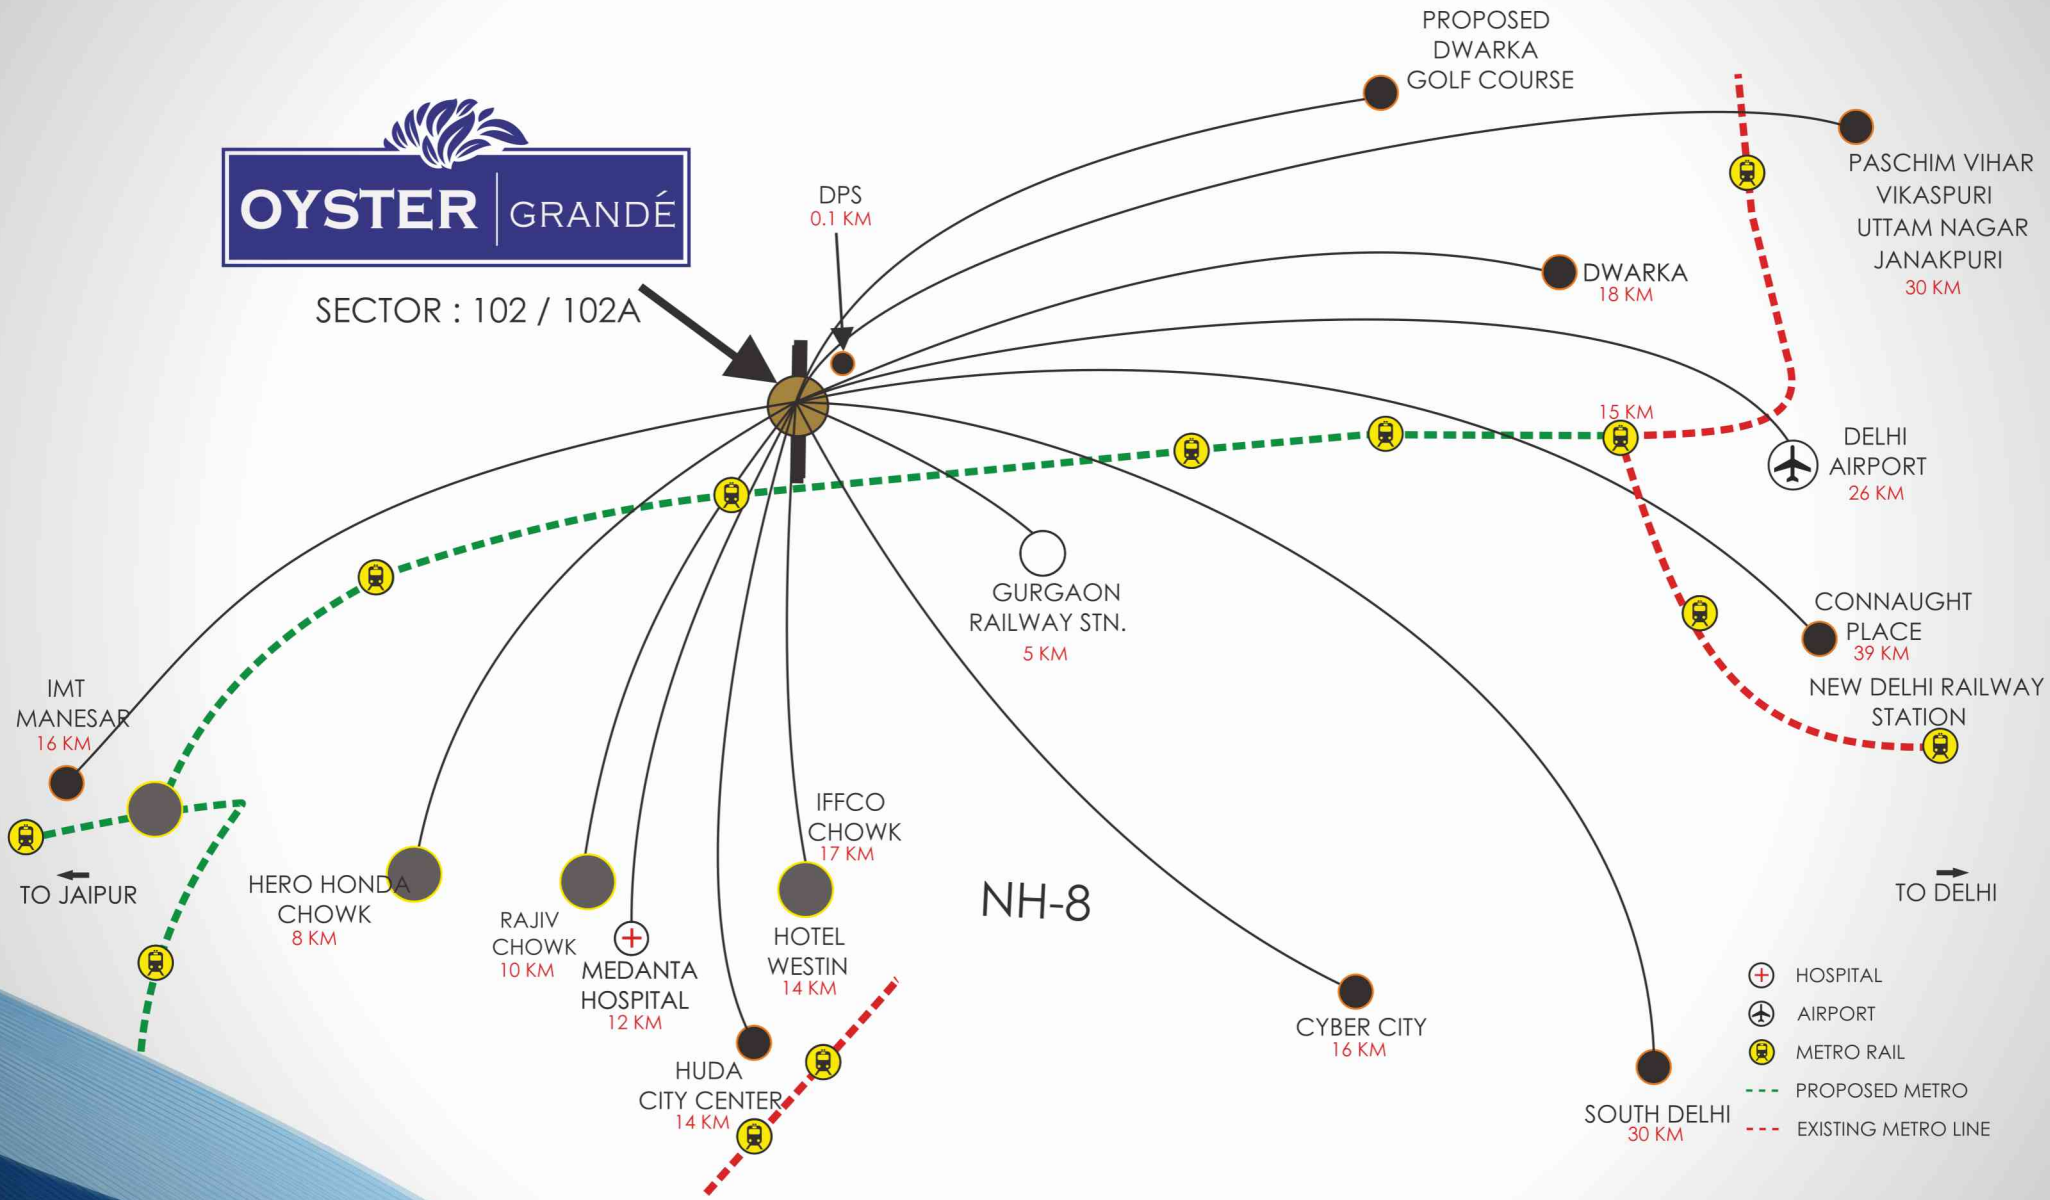 PROPOSED
DWARKA
GOLF COURSE
OYSTER GRANDÉ
SECTOR : 102 / 102A
DPS
0.1 KM
PASCHIM VIHAR
VIKASPURI
UTTAM NAGAR
JANAKPURI
30 KM
DWARKA
18 KM
15 KM
DELHI
AIRPORT
26 KM
GURGAON
RAILWAY STN.
5 KM
CONNAUGHT
PLACE
39 KM
NEW DELHI RAILWAY
STATION
IMT
MANESAR
16 KM
TO JAIPUR
HERO HONDA
CHOWK
8 KM
RAJIV
CHOWK
10 KM
MEDANTA
HOSPITAL
12 KM
IFFCO
CHOWK
17 KM
HOTEL
WESTIN
14 KM
HUDA
CITY CENTER
14 KM
NH-8
CYBER CITY
16 KM
SOUTH DELHI
30 KM
TO DELHI
HOSPITAL
AIRPORT
METRO RAIL
PROPOSED METRO
EXISTING METRO LINE